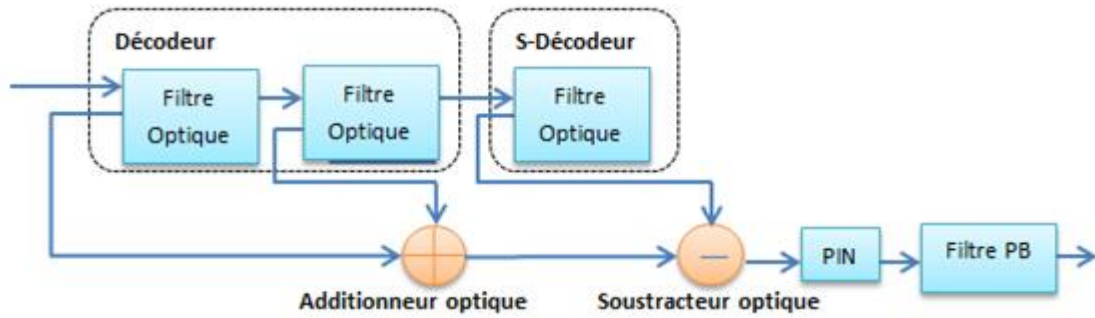 Décodeur
S-Décodeur
Filtre
Optique
Filtre
Optique
Filtre
Optique
PIN
Filtre PB
Additionneur optique
Soustracteur optique